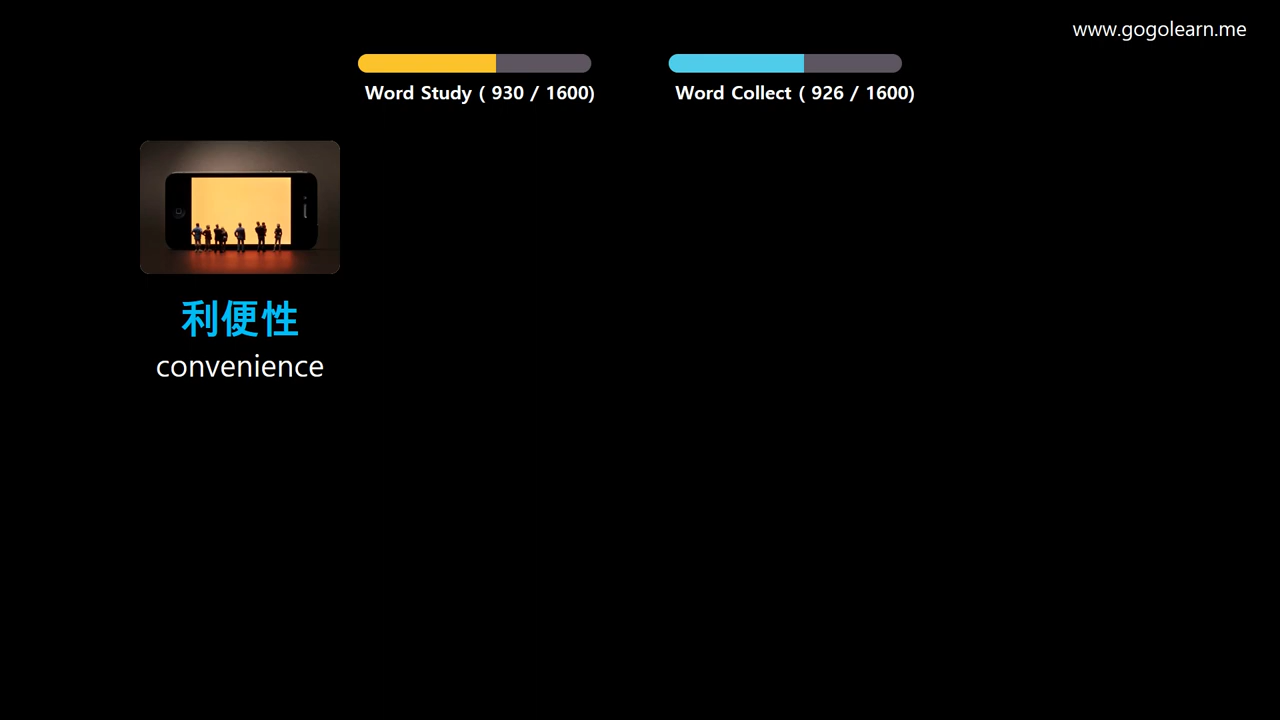 www.gogolearn.me
Word Study ( 930 / 1600)
Word Collect ( 926 / 1600)
利便性
convenience